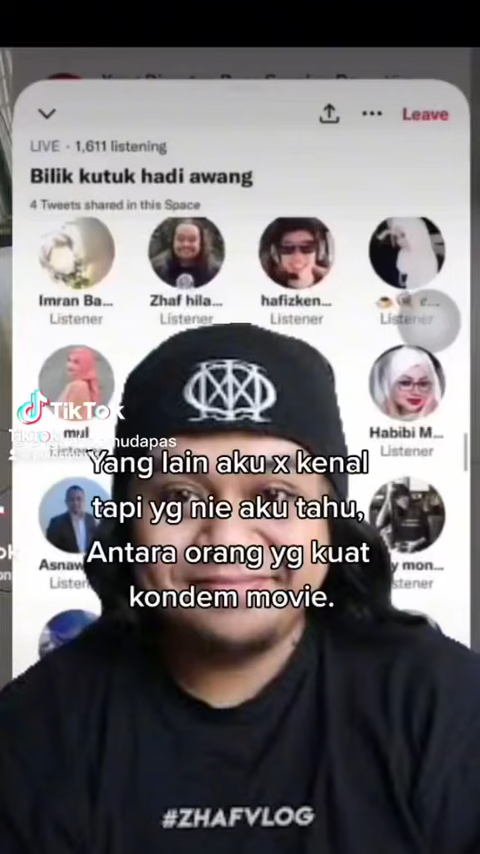 Leave
LIVE · 1,611 listening
Bilik kutuk hadi awang
4 Tweets shared in this Space
Imran Ba... Zhaf hila... hafizken...
Listener Listener Listener Listener
TikTok
mul Habibi M...
Listener
Yang lain aku x kenal
tapi yg nie aku tahu,
Antara orang yg kuat
kondem movie.
Asnaw
#ZHAFVLOG